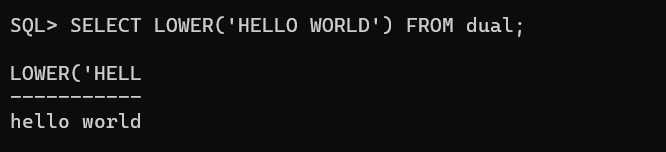 SQL> SELECT LOWER('HELLO WORLD') FROM dual;
LOWER('HELL
-----------
hello world